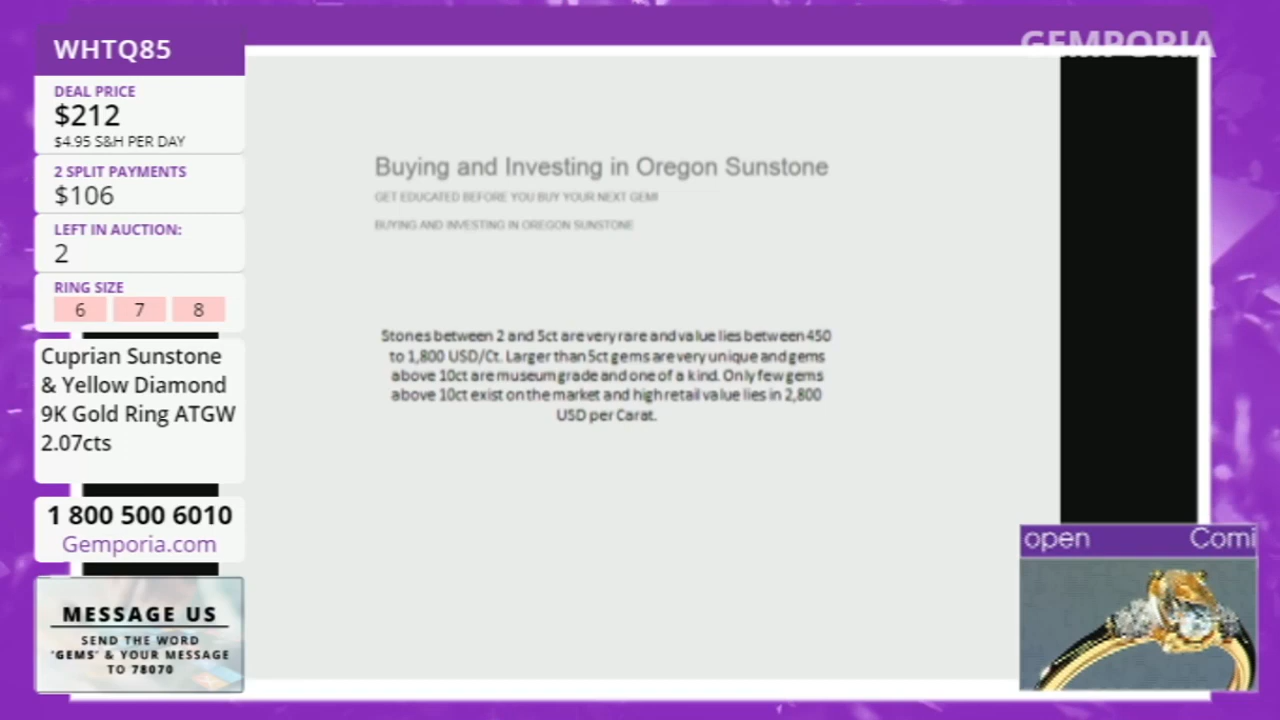 WHTQ85
GEMPORIA
DEAL PRICE
$212
$4.95 S&H PER DAY
2 SPLIT PAYMENTS
$106
LEFT IN AUCTION:
2
RING SIZE
6 7 8
Cuprian Sunstone
& Yellow Diamond
9K Gold Ring ATGW
2.07cts
1 800 500 6010
Gemporia.com
MESSAGE US
SEND THE WORD
'GEMS' & YOUR MESSAGE
TO 78070
Buying and Investing in Oregon Sunstone
GET EDUCATED BEFORE YOU BUY YOUR NEXT GEM!
BUYING AND INVESTING IN OREGON SUNSTONE
Stones between 2 and 5ct are very rare and value lies between 450
to 1,800 USD/Ct. Larger than 5ct gems are very unique and gems
above 10ct are museum grade and one of a kind. Only few gems
above 10ct exist on the market and high retail value lies in 2,800
USD per Carat.
open Comi